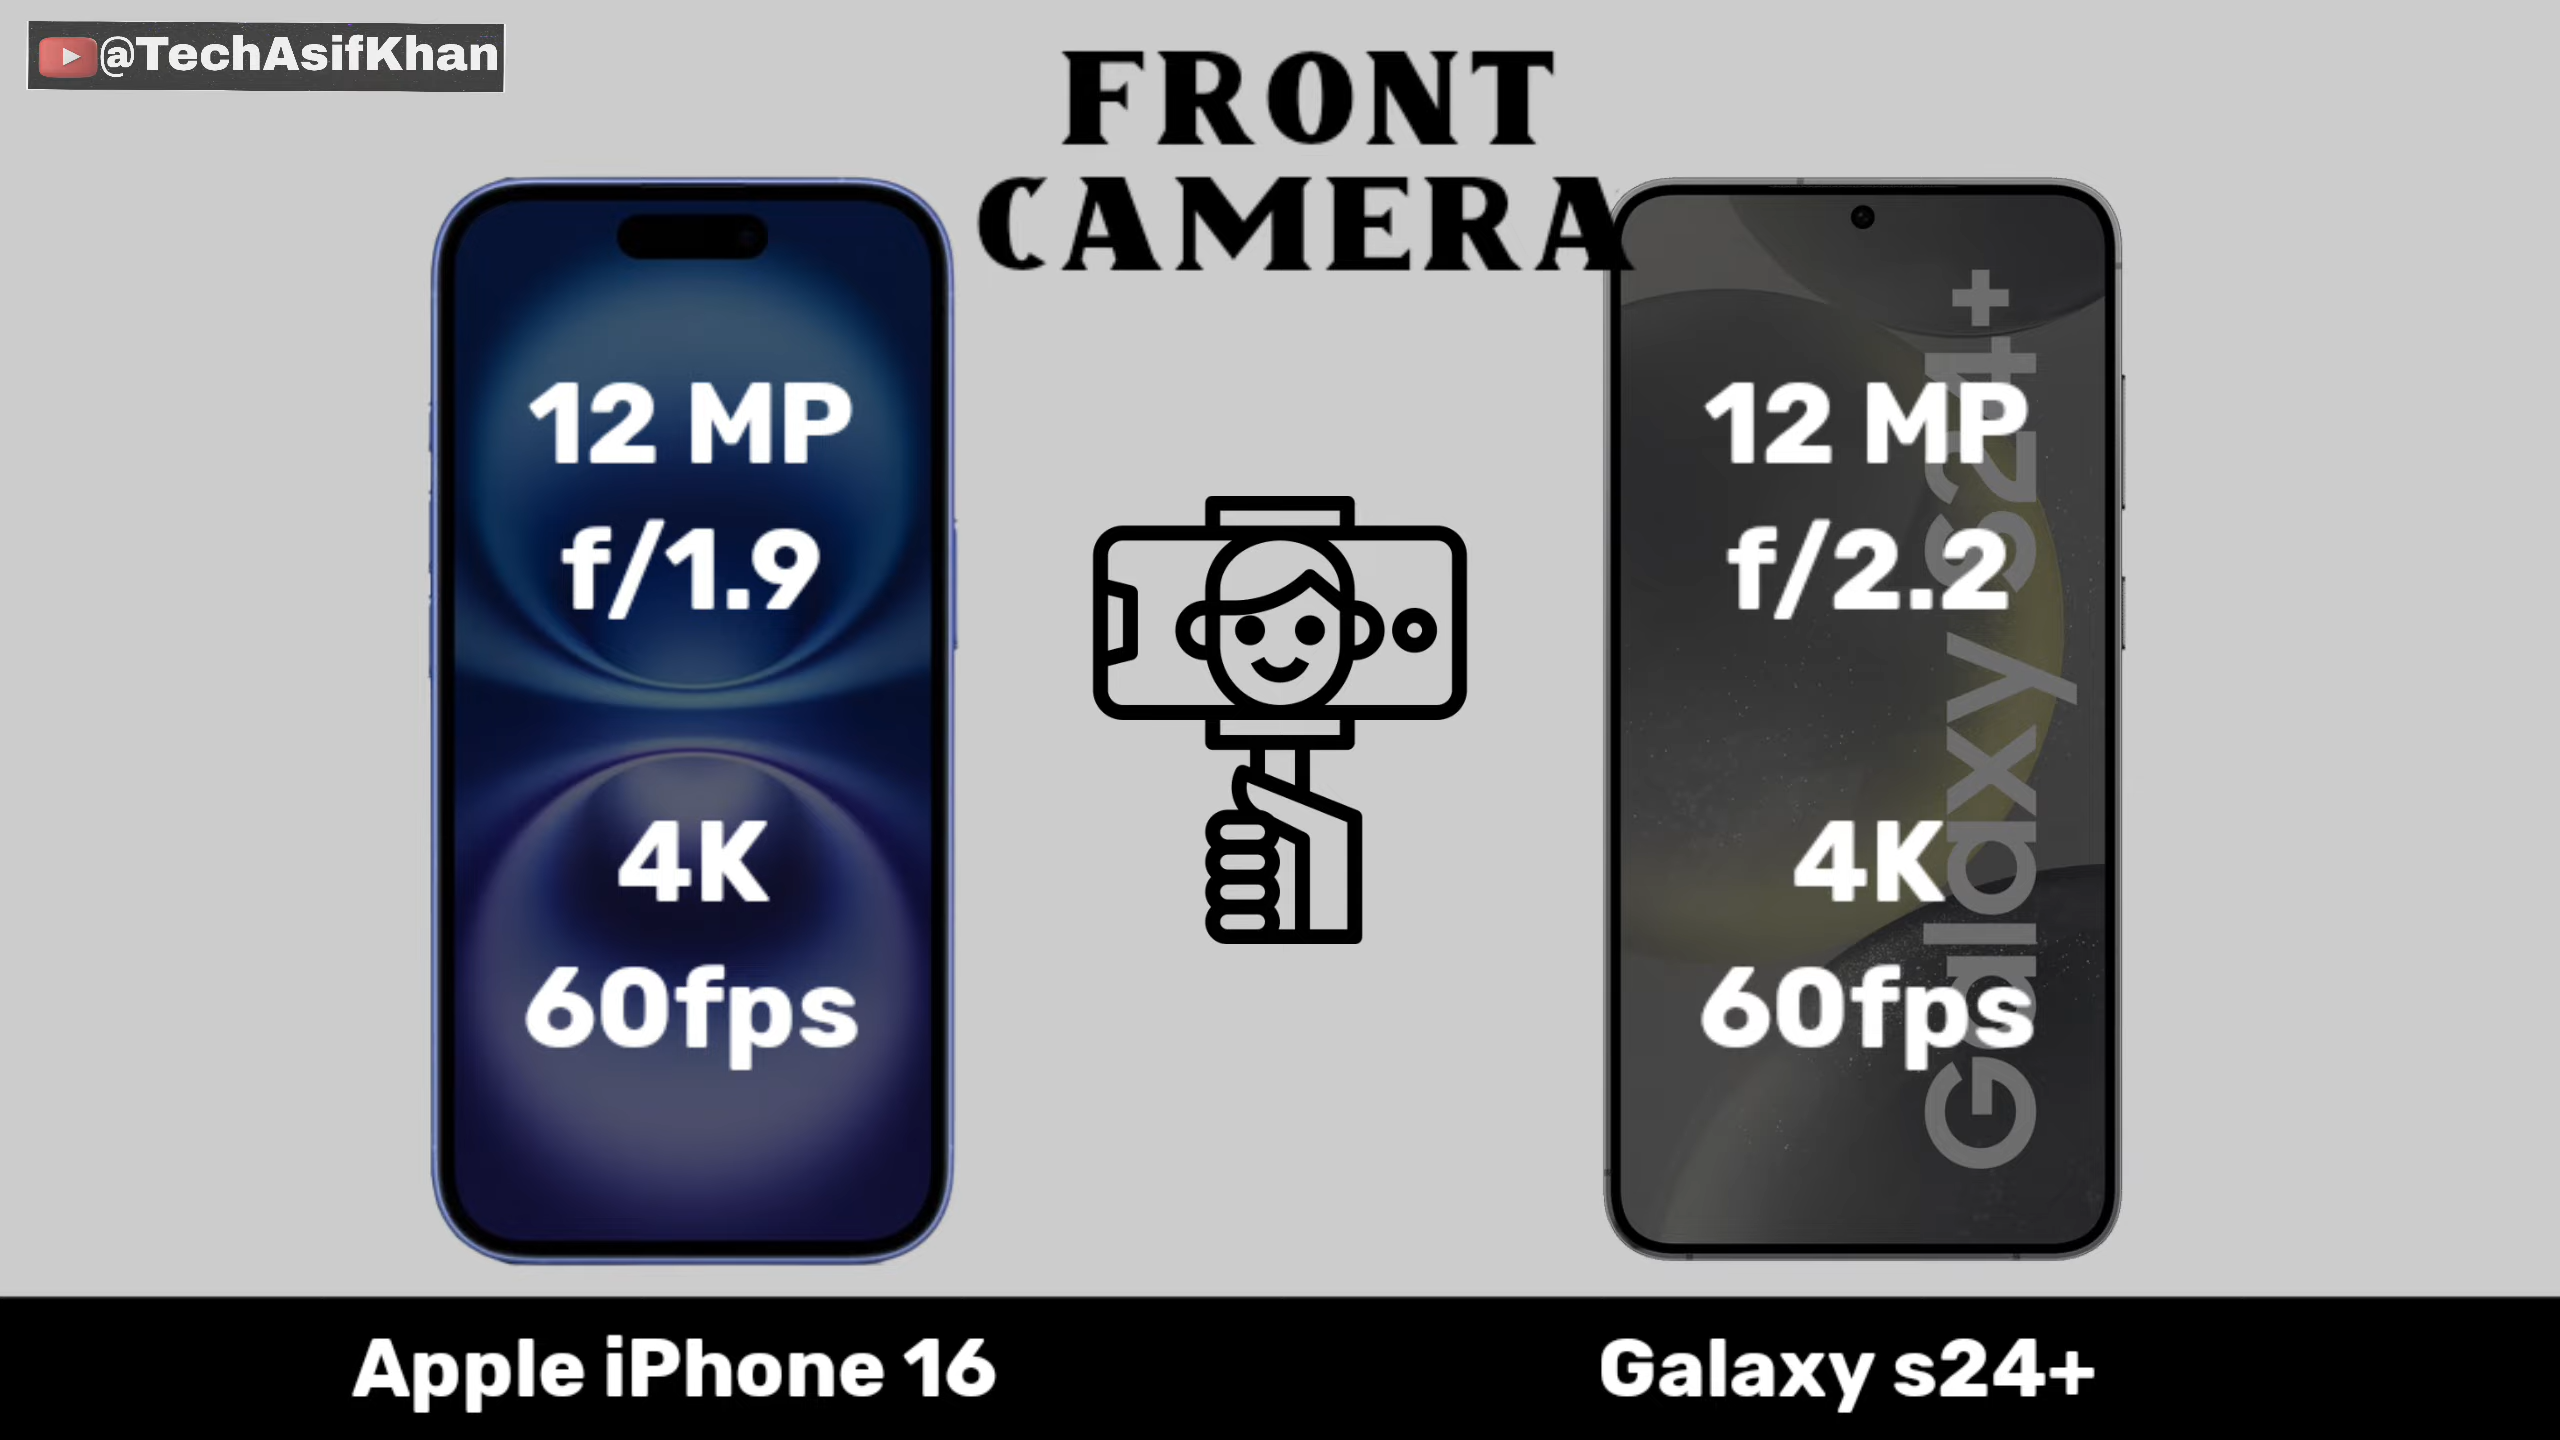 @TechAsifKhan
FRONT
CAMERA
12 MP
f/1.9
4K
60fps
12 MP
f/2.2
4K
60fps
Galaxy s24+
Apple iPhone 16
Galaxy s24+